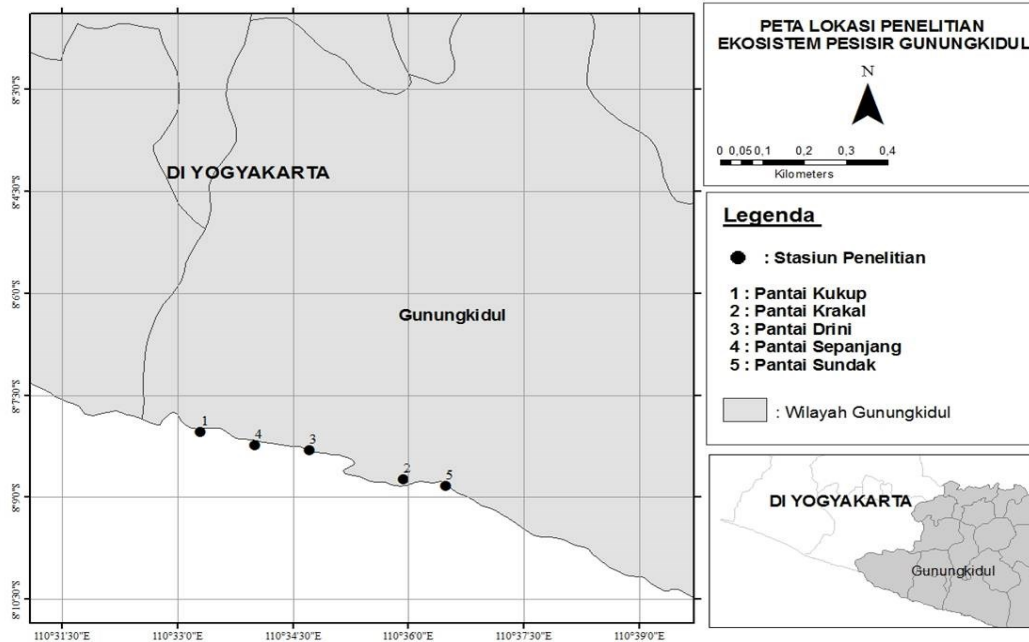 PETA LOKASI PENELITIAN
EKOSISTEM PESISIR GUNUNGKIDUL
N
0 0,05 0,1 0,2 0,3 0,4
Kilometers
Legenda
: Stasiun Penelitian
1 : Pantai Kukup
2 : Pantai Krakal
3 : Pantai Drini
4 : Pantai Sepanjang
5 : Pantai Sundak
: Wilayah Gunungkidul
DI YOGYAKARTA
Gunungkidul
DI YOGYAKARTA
Gunungkidul
1
4
3
2
5
8°3'0"S
8°4'30"S
8°6'0"S
8°7'30"S
8°9'0"S
8°10'30"S
110°31'30"E
110°33'0"E
110°34'30"E
110°36'0"E
110°37'30"E
110°39'0"E